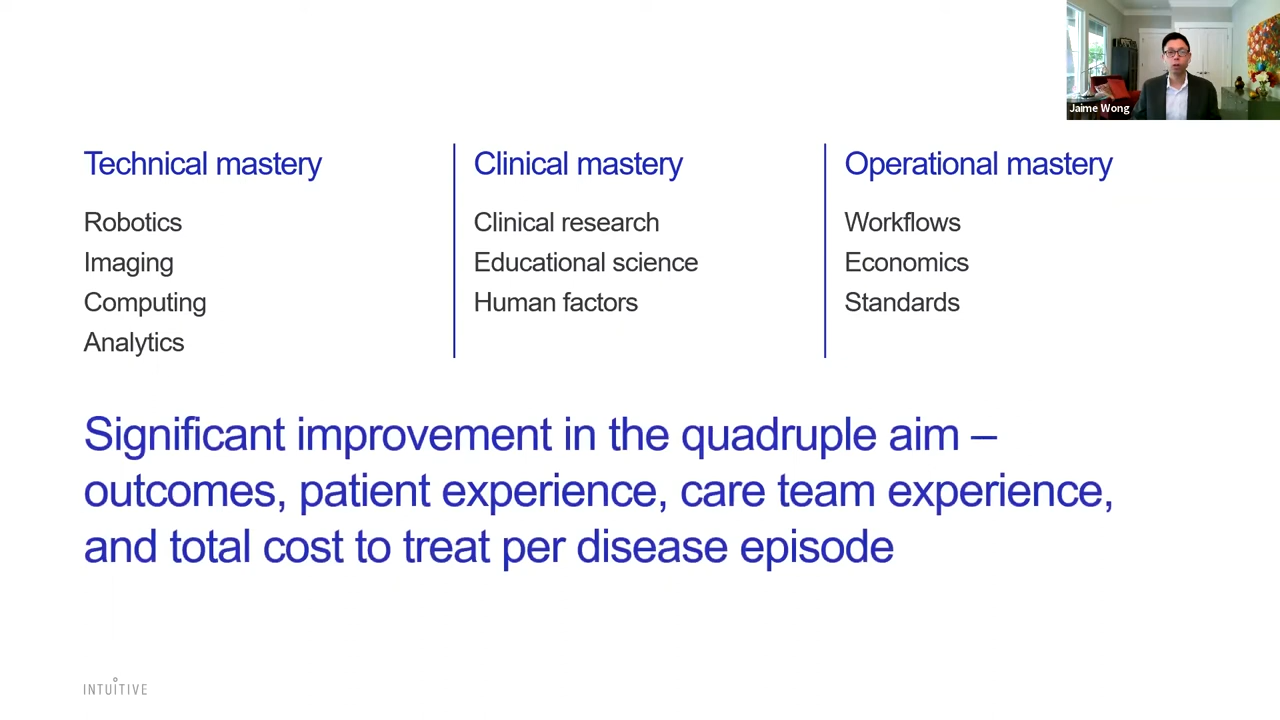 Jaime Wong
Technical mastery
Robotics
Imaging
Computing
Analytics
Clinical mastery
Clinical research
Educational science
Human factors
Operational mastery
Workflows
Economics
Standards
Significant improvement in the quadruple aim –
outcomes, patient experience, care team experience,
and total cost to treat per disease episode
INTUITIVE